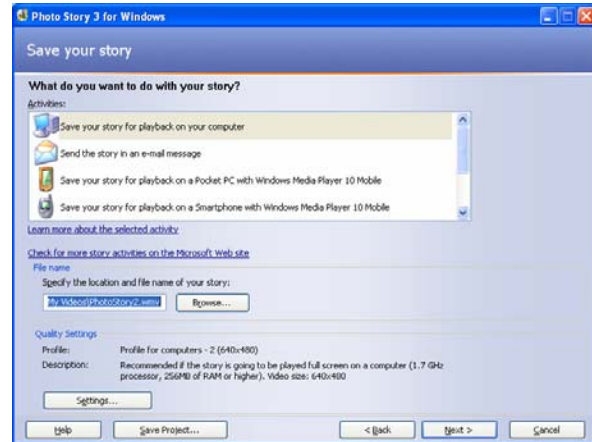 Photo Story 3 for Windows
Save your story
What do you want to do with your story?
Activities:
Save your story for playback on your computer
Send the story in an e-mail message
Save your story for playback on a Pocket PC with Windows Media Player 10 Mobile
Save your story for playback on a Smartphone with Windows Media Player 10 Mobile
Learn more about the selected activity
Check for more story activities on the Microsoft Web site
File name
Specify the location and file name of your story:
My Videos\PhotoStory2.wmv Browse...
Quality Settings
Profile: Profile for computers - 2 (640x480)
Description: Recommended if the story is going to be played full screen on a computer (1.7 GHz
processor, 256MB of RAM or higher). Video size: 640x480
Settings...
Help Save Project... < Back Next > Cancel